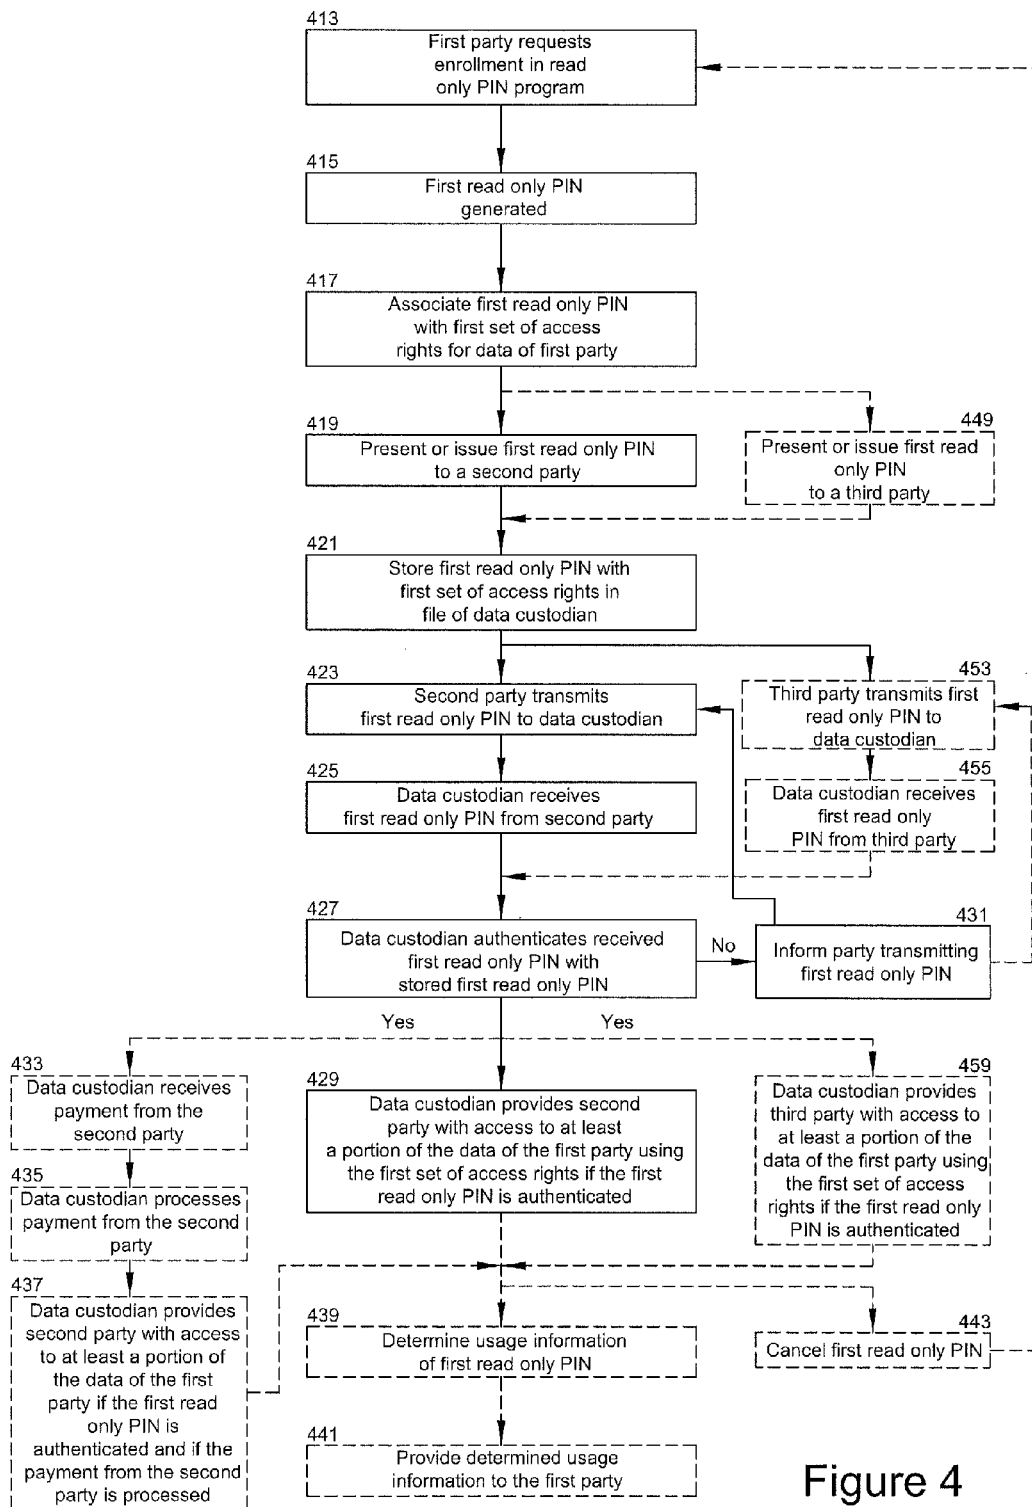 413
First party requests
enrollment in read
only PIN program
415
First read only PIN
generated
417
Associate first read only PIN
with first set of access
rights for data of first party
419
Present or issue first read only PIN
to a second party
449
Present or issue first read
only PIN
to a third party
421
Store first read only PIN with
first set of access rights in
file of data custodian
423
Second party transmits
first read only PIN to data custodian
453
Third party transmits first
read only PIN to
data custodian
425
Data custodian receives
first read only PIN from second party
455
Data custodian receives
first read only
PIN from third party
427
Data custodian authenticates received
first read only PIN with
stored first read only PIN
No
431
Inform party transmitting
first read only PIN
Yes
Yes
433
Data custodian receives
payment from the
second party
429
Data custodian provides second
party with access to at least
a portion of the data of the first party using
the first set of access rights if the first
read only PIN is authenticated
459
Data custodian provides
third party with access to
at least a portion of the
data of the first party using
the first set of access
rights if the first read only
PIN is authenticated
435
Data custodian processes
payment from the second
party
437
Data custodian provides
second party with access
to at least a portion of
the data of the first
party if the first read
only PIN is
authenticated and if the
payment from the second
party is processed
439
Determine usage information
of first read only PIN
443
Cancel first read only PIN
441
Provide determined usage
information to the first party
Figure 4